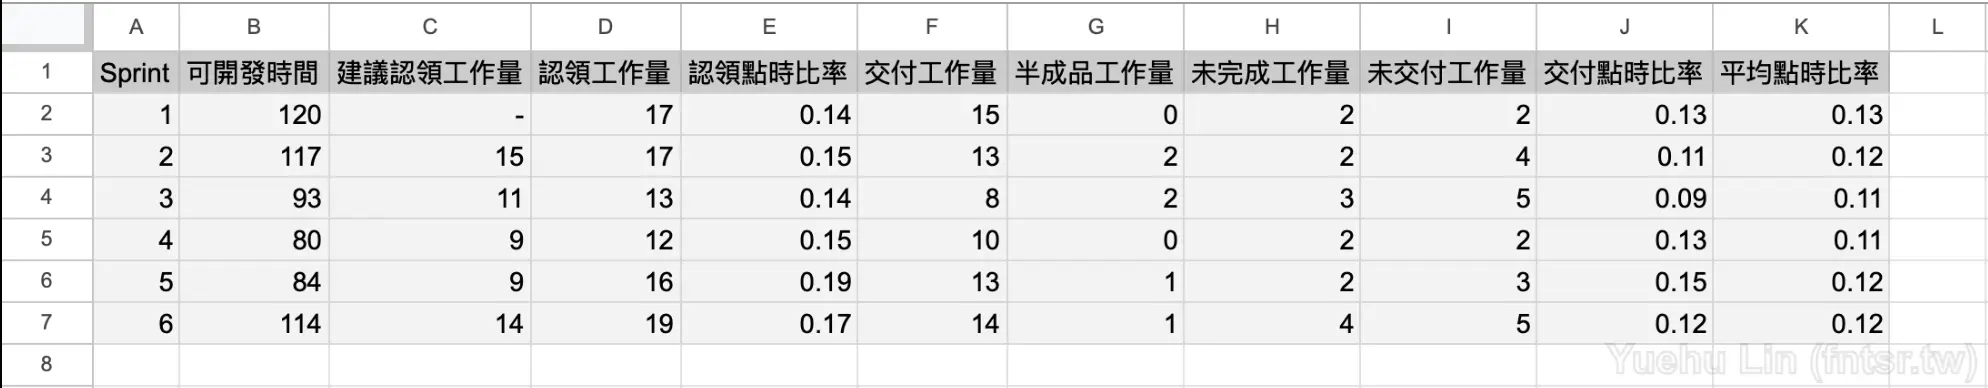 A B C D E F G H I J K L
1 Sprint 可開發時間 建議認領工作量 認領工作量 認領點時比率 交付工作量 半成品工作量 未完成工作量 未交付工作量 交付點時比率 平均點時比率
2 1 120 - 17 0.14 15 0 2 2 0.13 0.13
3 2 117 15 17 0.15 13 2 2 4 0.11 0.12
4 3 93 11 13 0.14 8 2 3 5 0.09 0.11
5 4 80 9 12 0.15 10 0 2 2 0.13 0.11
6 5 84 9 16 0.19 13 1 2 3 0.15 0.12
7 6 114 14 19 0.17 14 1 4 5 0.12 0.12
8
Yuehu Lin (fntsr.tw)